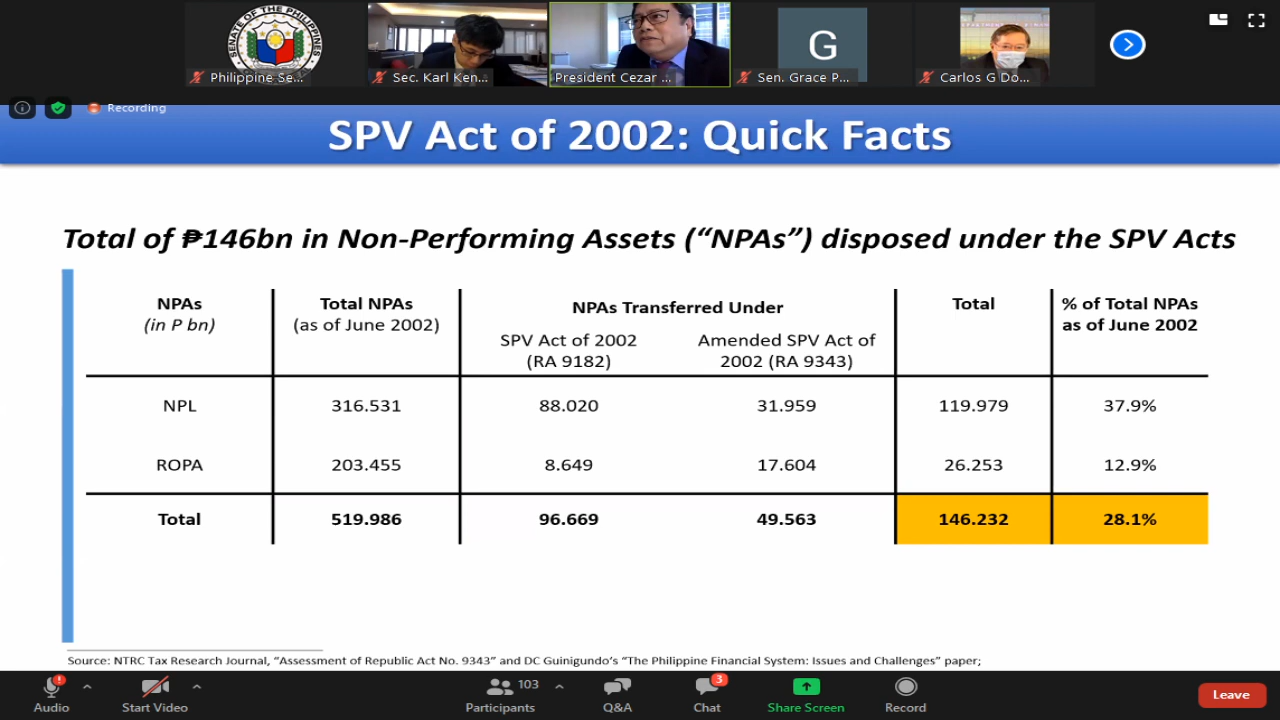 SENATE OF THE PHILIPPINES
G
Philippine Se...
Sec. Karl Ken...
President Cezar ...
Sen. Grace P...
Carlos G Do...
Recording
SPV Act of 2002: Quick Facts
Total of ₱146bn in Non-Performing Assets (“NPAs”) disposed under the SPV Acts
NPAs
(in P bn)
Total NPAs
(as of June 2002)
NPAs Transferred Under
SPV Act of 2002
(RA 9182)
Amended SPV Act of
2002 (RA 9343)
Total
% of Total NPAs
as of June 2002
NPL 316.531 88.020 31.959 119.979 37.9%
ROPA 203.455 8.649 17.604 26.253 12.9%
Total 519.986 96.669 49.563 146.232 28.1%
Source: NTRC Tax Research Journal, “Assessment of Republic Act No. 9343” and DC Guinigundo’s “The Philippine Financial System: Issues and Challenges” paper;
103
3
Audio
Start Video
Participants
Q&A
Chat
Share Screen
Record
Leave